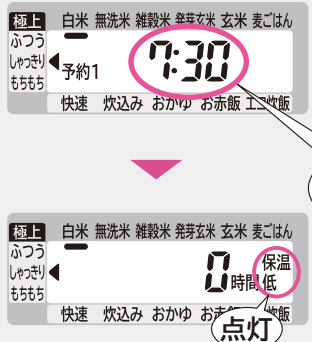 極上 白米 無洗米 雑穀米 発芽玄米 玄米 麦ごはん
ふつう
しゃっきり
もちもち
予約1 7:30
快速 炊込み おかゆ お赤飯 エコ炊飯
極上 白米 無洗米 雑穀米 発芽玄米 玄米 麦ごはん
ふつう
しゃっきり
もちもち
0時間 保温
低
快速 炊込み おかゆ お赤飯
点灯